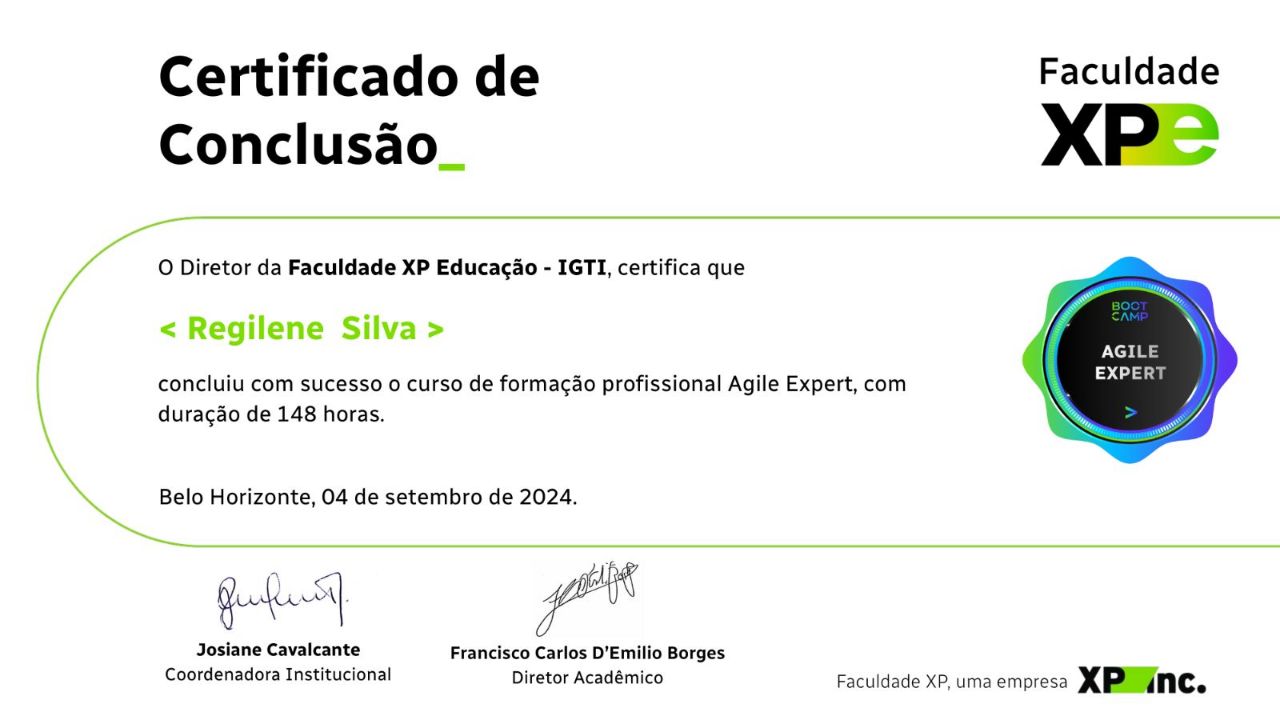 Certificado de
Conclusão_
Faculdade
XPe
O Diretor da Faculdade XP Educação - IGTI, certifica que
< Regilene Silva >
concluiu com sucesso o curso de formação profissional Agile Expert, com
duração de 148 horas.
Belo Horizonte, 04 de setembro de 2024.
BOOT
CAMP
AGILE
EXPERT
>
Josiane Cavalcante
Coordenadora Institucional
Francisco Carlos D’Emilio Borges
Diretor Acadêmico
Faculdade XP, uma empresa XP inc.